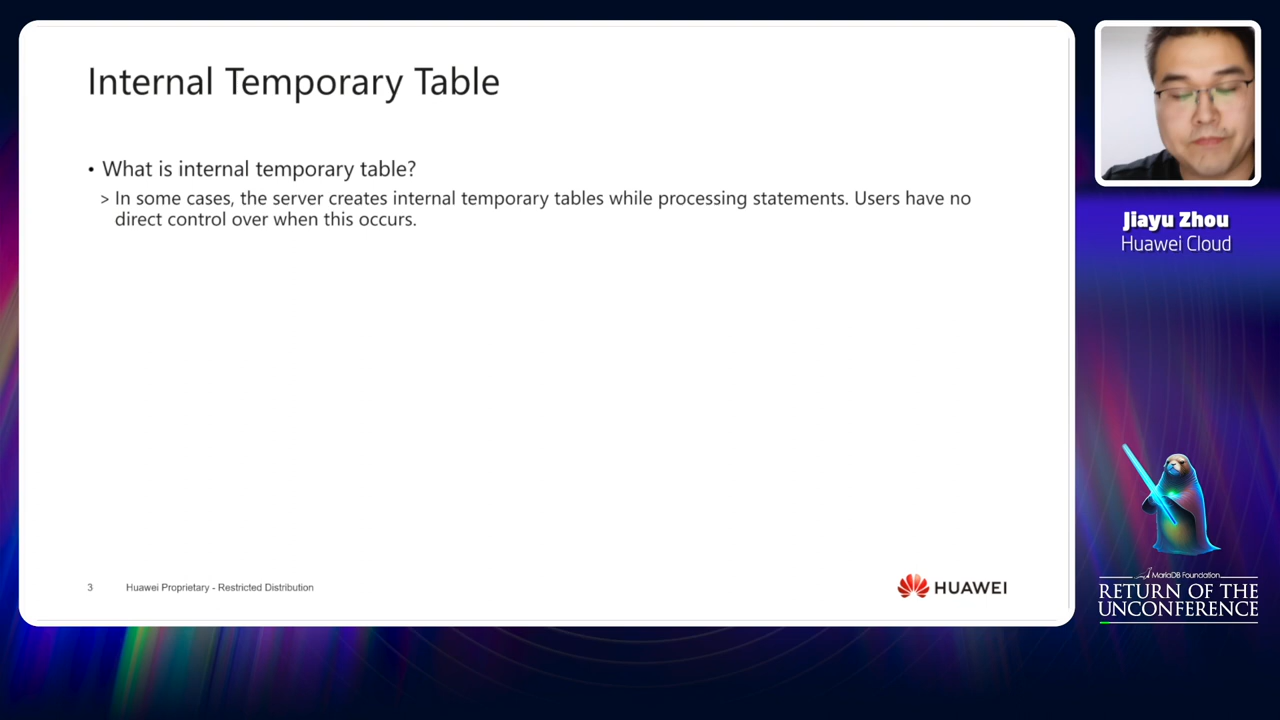 Internal Temporary Table
• What is internal temporary table?
> In some cases, the server creates internal temporary tables while processing statements. Users have no
direct control over when this occurs.
3 Huawei Proprietary - Restricted Distribution
HUAWEI
Jiayu Zhou
Huawei Cloud
MariaDB Foundation
RETURN OF THE
UNCONFERENCE